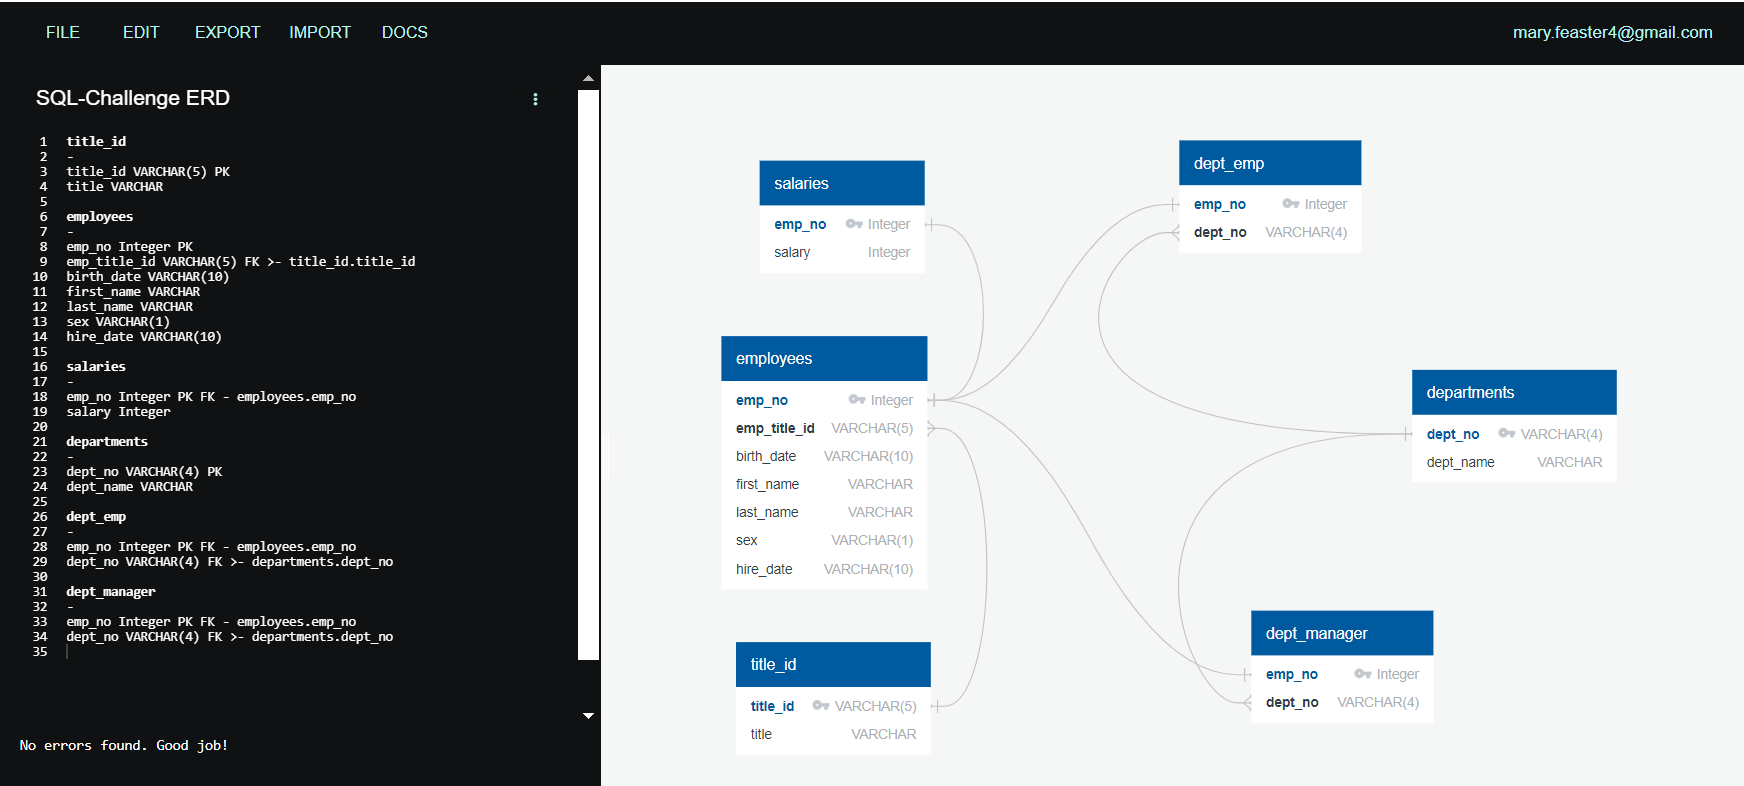 FILE EDIT EXPORT IMPORT DOCS mary.feaster4@gmail.com
SQL-Challenge ERD
1 title_id
2 -
3 title_id VARCHAR(5) PK
4 title VARCHAR
5
6 employees
7 -
8 emp_no Integer PK
9 emp_title_id VARCHAR(5) FK >- title_id.title_id
10 birth_date VARCHAR(10)
11 first_name VARCHAR
12 last_name VARCHAR
13 sex VARCHAR(1)
14 hire_date VARCHAR(10)
15
16 salaries
17 -
18 emp_no Integer PK FK - employees.emp_no
19 salary Integer
20
21 departments
22 -
23 dept_no VARCHAR(4) PK
24 dept_name VARCHAR
25
26 dept_emp
27 -
28 emp_no Integer PK FK - employees.emp_no
29 dept_no VARCHAR(4) FK >- departments.dept_no
30
31 dept_manager
32 -
33 emp_no Integer PK FK - employees.emp_no
34 dept_no VARCHAR(4) FK >- departments.dept_no
35
No errors found. Good job!
salaries
emp_no Integer
salary Integer
employees
emp_no Integer
emp_title_id VARCHAR(5)
birth_date VARCHAR(10)
first_name VARCHAR
last_name VARCHAR
sex VARCHAR(1)
hire_date VARCHAR(10)
title_id
title_id VARCHAR(5)
title VARCHAR
dept_emp
emp_no Integer
dept_no VARCHAR(4)
departments
dept_no VARCHAR(4)
dept_name VARCHAR
dept_manager
emp_no Integer
dept_no VARCHAR(4)